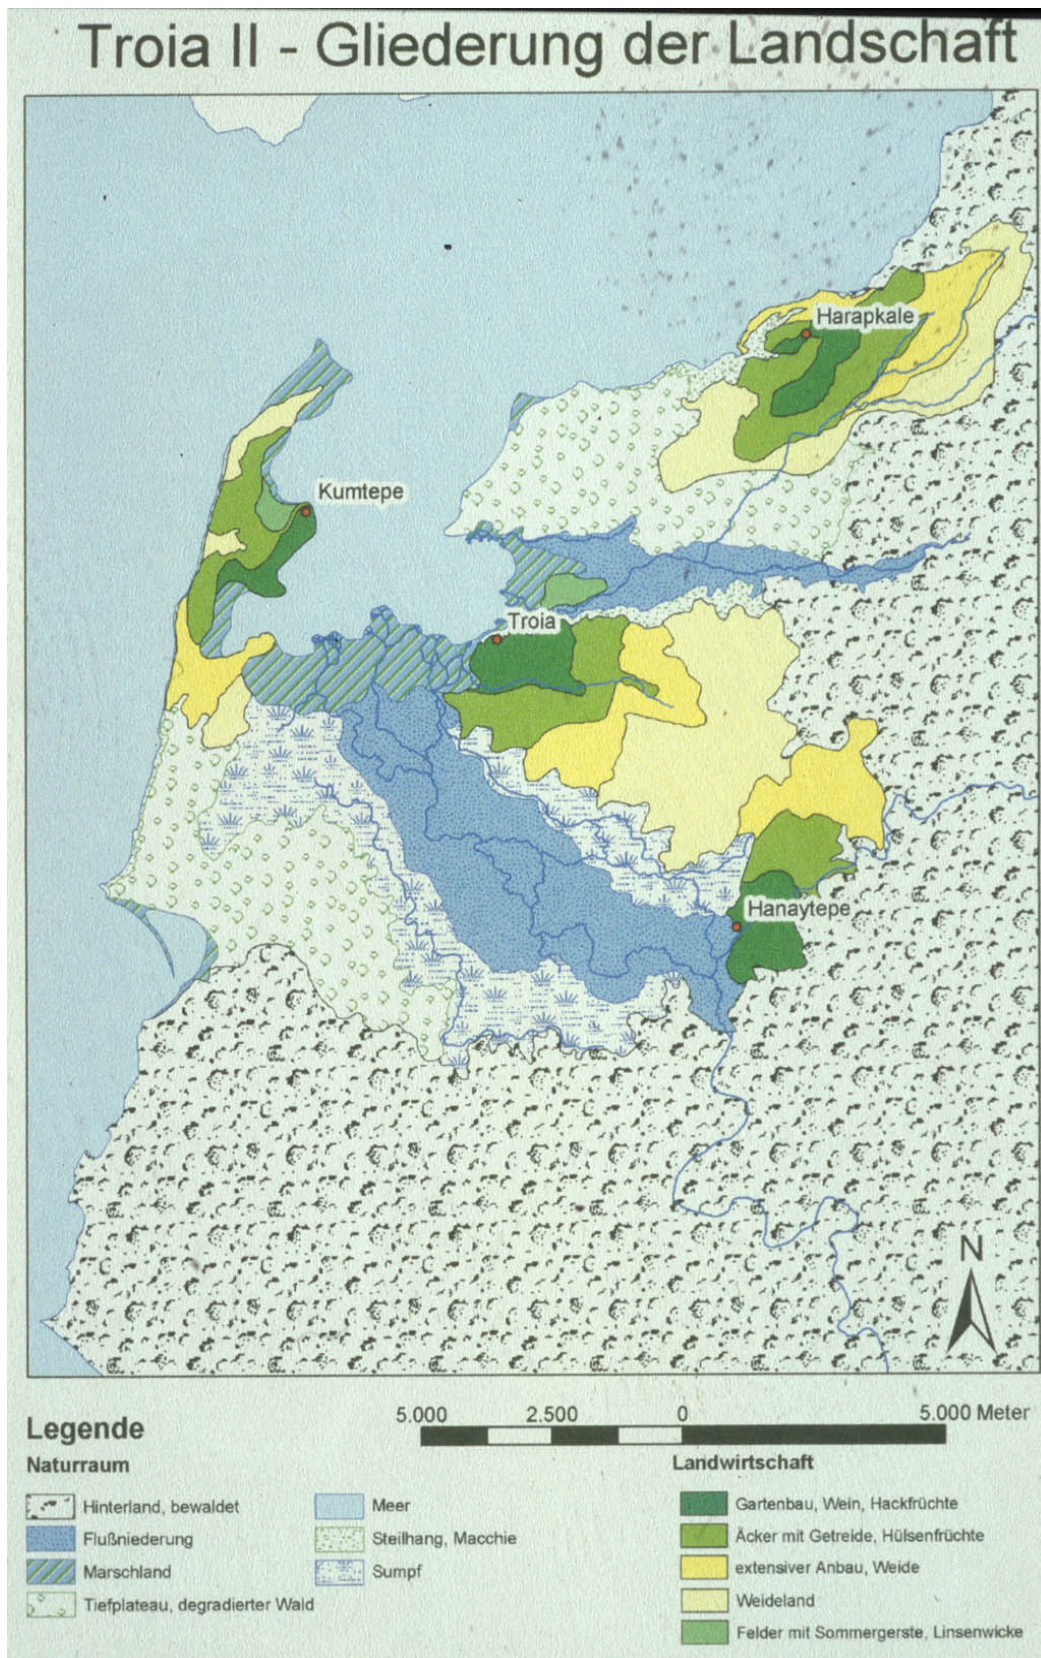 Troia II - Gliederung der Landschaft
Harapkale
Kumtepe
Troia
Hanaytepe
N
5.000 2.500 0 5.000 Meter
Legende
Naturraum
Hinterland, bewaldet
Flußniederung
Marschland
Tiefplateau, degradierter Wald
Meer
Steilhang, Macchie
Sumpf
Landwirtschaft
Gartenbau, Wein, Hackfrüchte
Äcker mit Getreide, Hülsenfrüchte
extensiver Anbau, Weide
Weideland
Felder mit Sommergerste, Linsenwicke